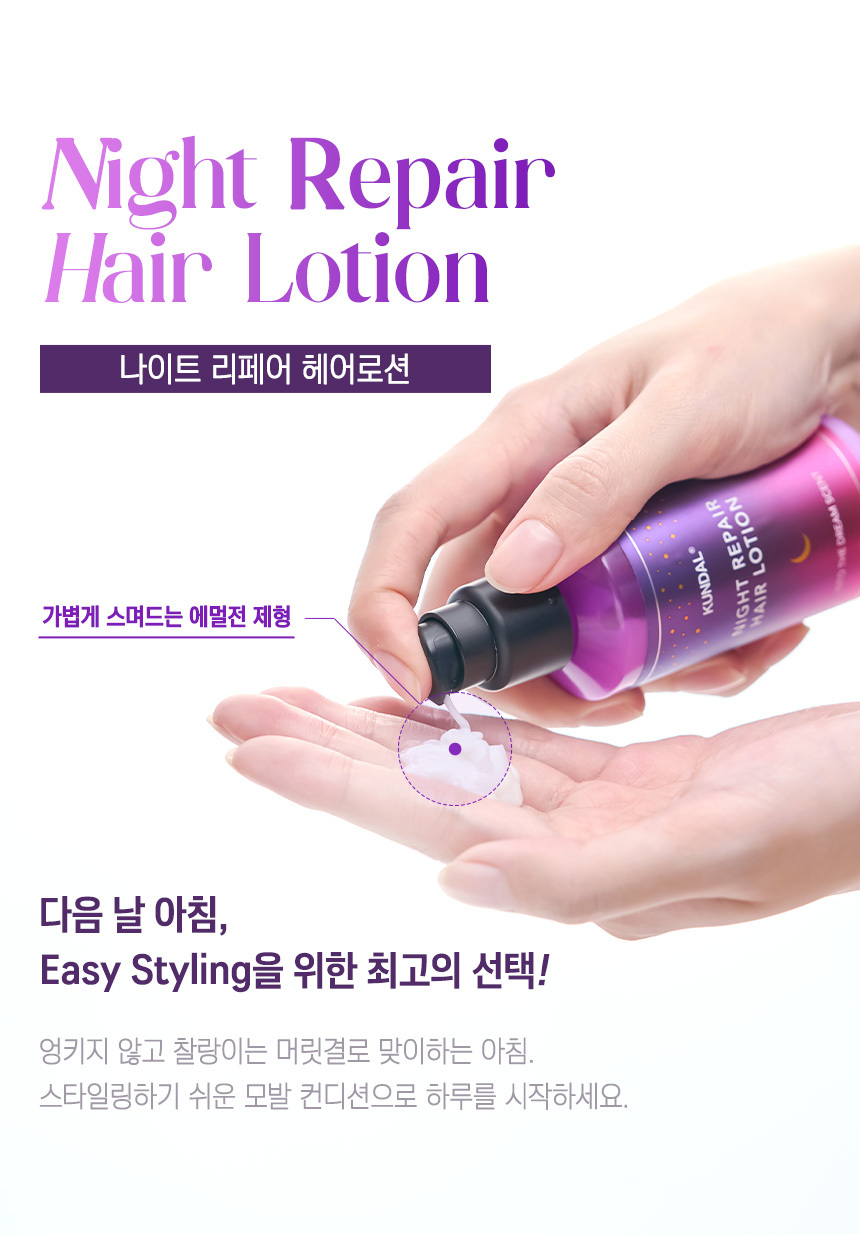 Night Repair
Hair Lotion
나이트 리페어 헤어로션
가볍게 스며드는 에멀전 제형
KUNDAL®
NIGHT REPAIR
HAIR LOTION
THE DREAM SCENT
다음 날 아침,
Easy Styling을 위한 최고의 선택!
엉키지 않고 찰랑이는 머릿결로 맞이하는 아침.
스타일링하기 쉬운 모발 컨디션으로 하루를 시작하세요.